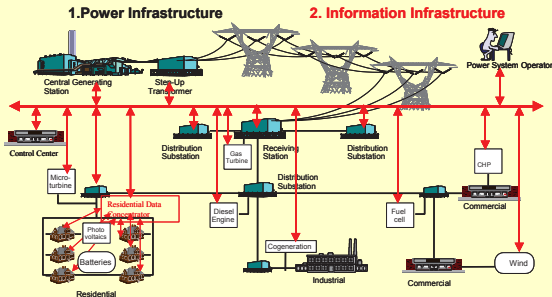 1.Power Infrastructure
2. Information Infrastructure
Central Generating
Station
Step-Up
Transformer
Power System Operator
Control Center
Distribution
Substation
Gas
Turbine
Receiving
Station
Distribution
Substation
Micro-
turbine
Distribution
Substation
CHP
Residential Data
Concentrator
Photo
voltaics
Diesel
Engine
Fuel
cell
Commercial
Batteries
Cogeneration
Wind
Residential
Industrial
Commercial